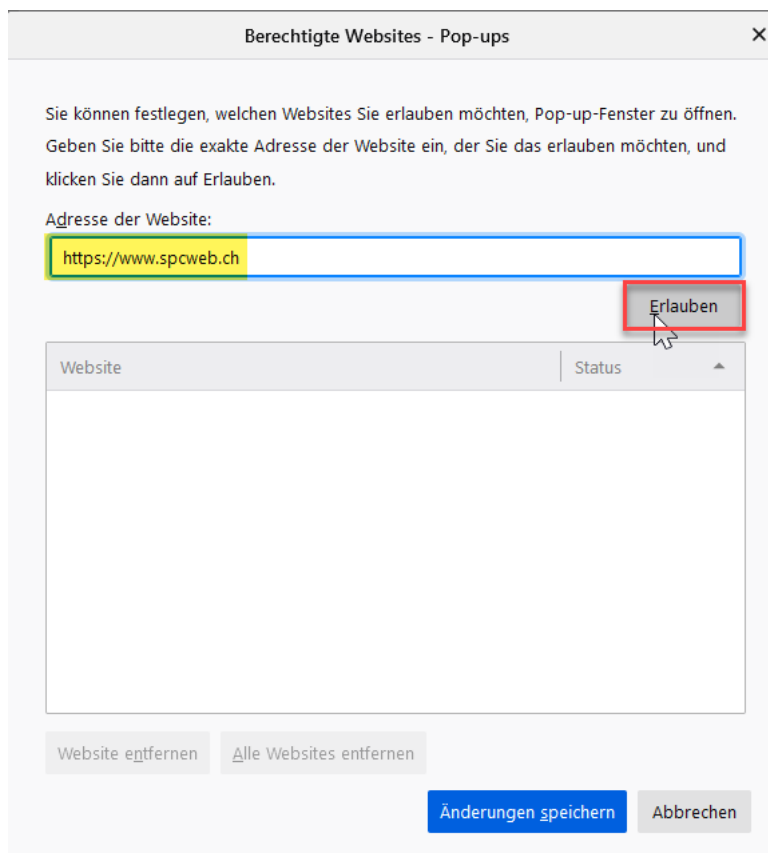 Berechtigte Websites - Pop-ups
Sie können festlegen, welchen Websites Sie erlauben möchten, Pop-up-Fenster zu öffnen.
Geben Sie bitte die exakte Adresse der Website ein, der Sie das erlauben möchten, und
klicken Sie dann auf Erlauben.
Adresse der Website:
https://www.spcweb.ch
Erlauben
Website Status
Website entfernen Alle Websites entfernen
Änderungen speichern Abbrechen